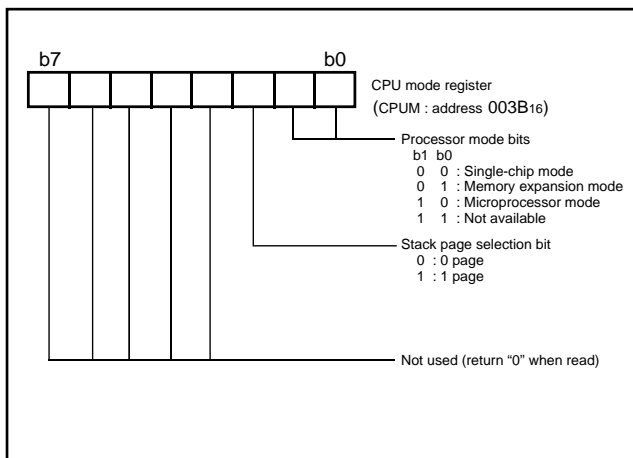 b7 b0
CPU mode register
(CPUM : address 003B16)
Processor mode bits
b1 b0
0 0 : Single-chip mode
0 1 : Memory expansion mode
1 0 : Microprocessor mode
1 1 : Not available
Stack page selection bit
0 : 0 page
1 : 1 page
Not used (return “0” when read)